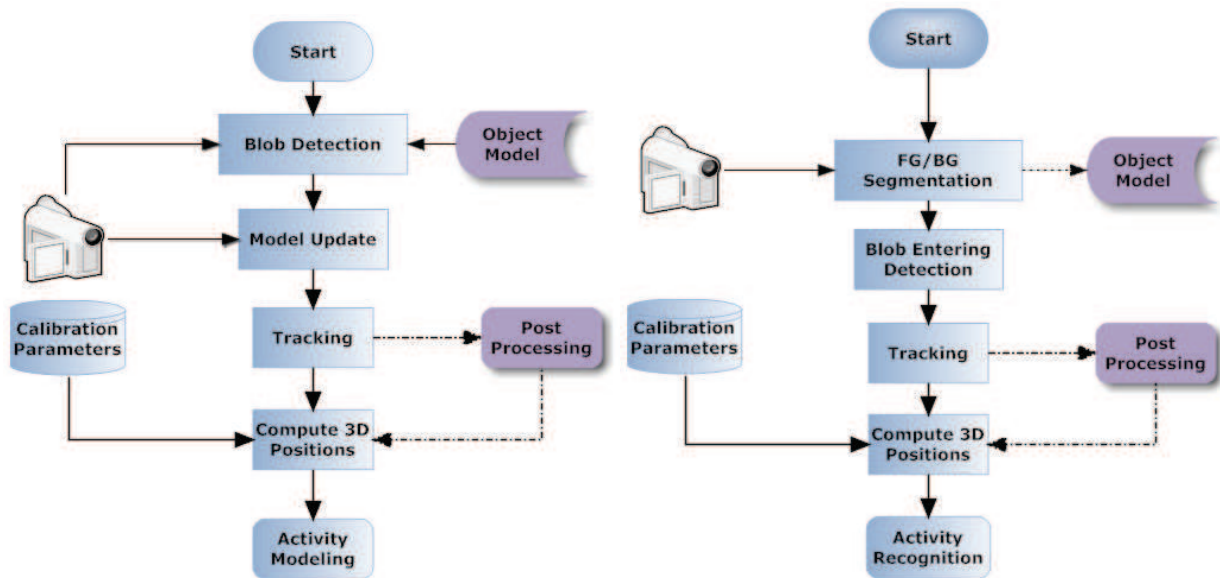 Start
Blob Detection
Object
Model
Model Update
Calibration
Parameters
Tracking
Post
Processing
Compute 3D
Positions
Activity
Modeling
Start
FG/BG
Segmentation
Object
Model
Blob Entering
Detection
Calibration
Parameters
Tracking
Post
Processing
Compute 3D
Positions
Activity
Recognition